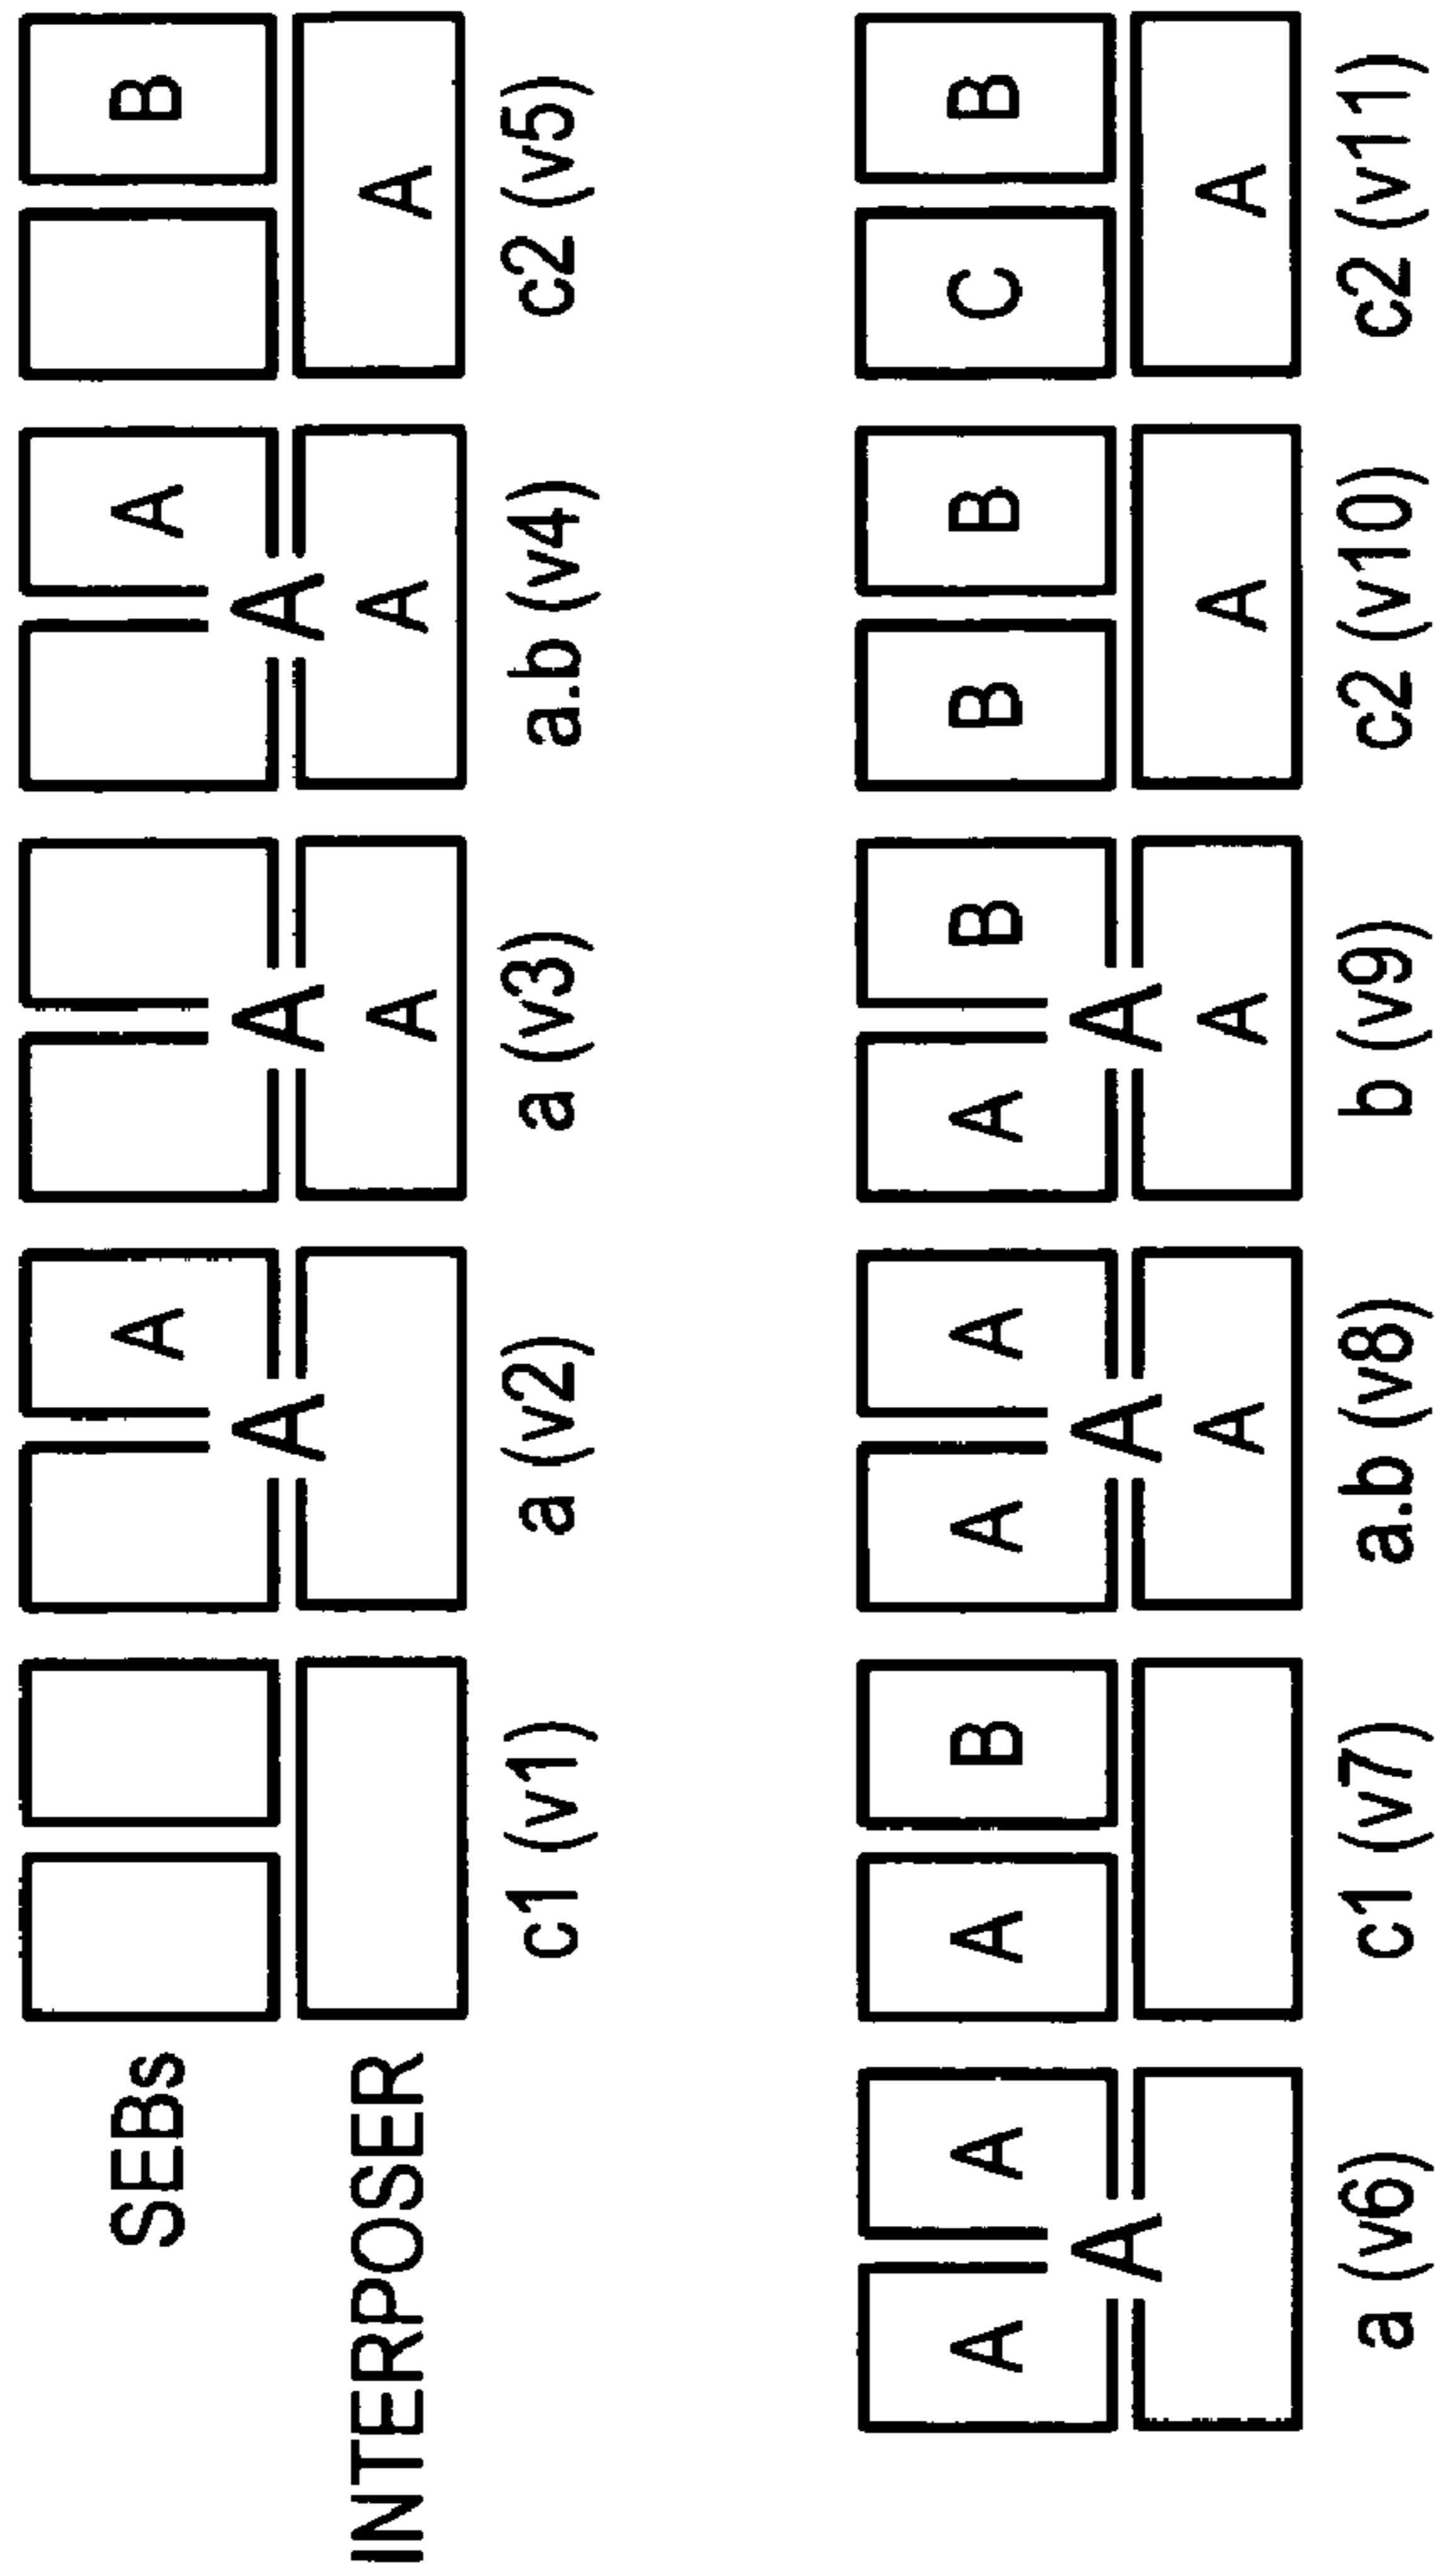 SEBs A A B
A A A
INTERPOSER A A A
c1 (v1) a (v2) a (v3) a.b (v4) c2 (v5)
A A A B A A A B B B C B
A A A
A A A A
a (v6) c1 (v7) a.b (v8) b (v9) c2 (v10) c2 (v11)